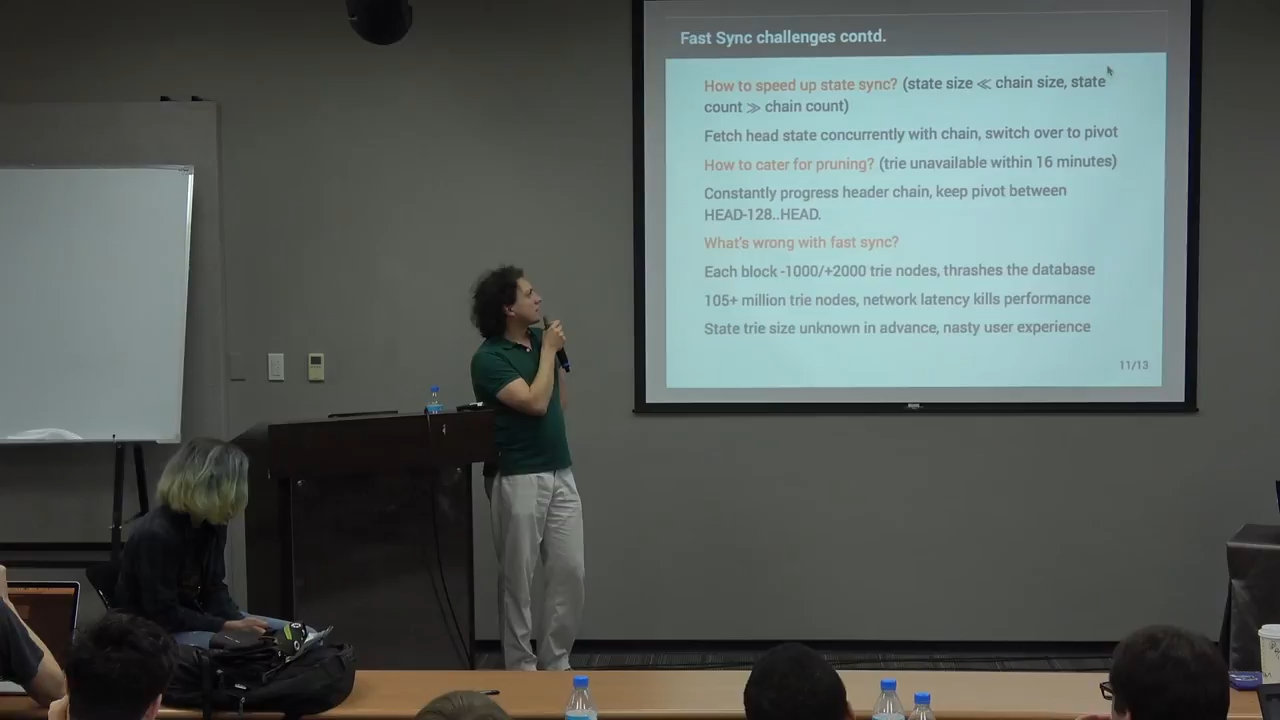 Fast Sync challenges contd.
How to speed up state sync? (state size ≪ chain size, state
count ≫ chain count)
Fetch head state concurrently with chain, switch over to pivot
How to cater for pruning? (trie unavailable within 16 minutes)
Constantly progress header chain, keep pivot between
HEAD-128..HEAD.
What's wrong with fast sync?
Each block -1000/+2000 trie nodes, thrashes the database
105+ million trie nodes, network latency kills performance
State trie size unknown in advance, nasty user experience
11/13